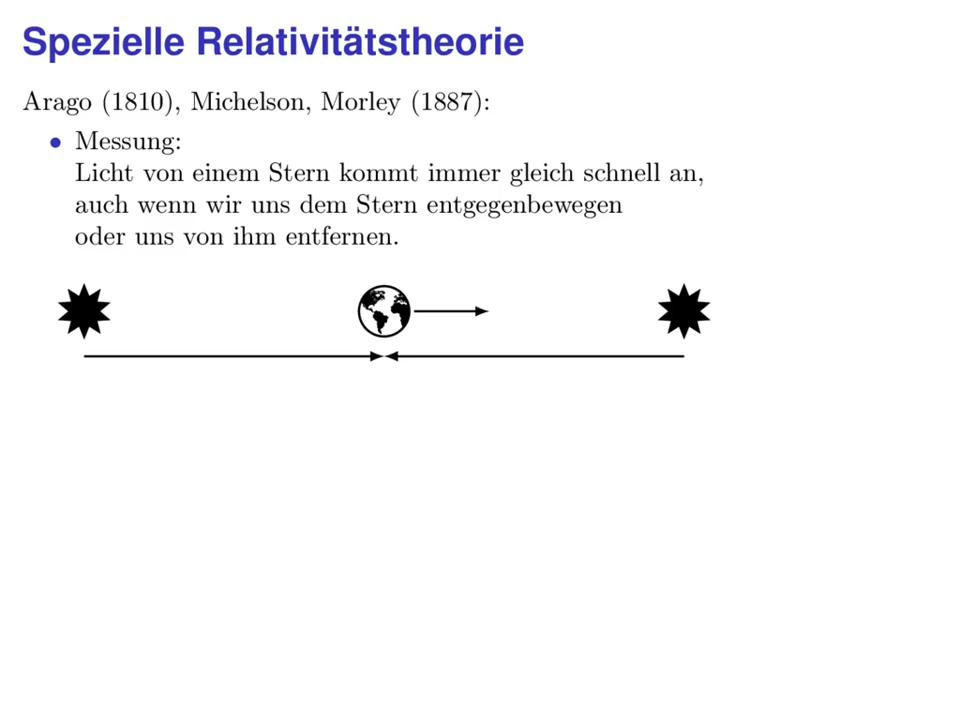 Spezielle Relativitätstheorie
Arago (1810), Michelson, Morley (1887):
• Messung:
Licht von einem Stern kommt immer gleich schnell an,
auch wenn wir uns dem Stern entgegenbewegen
oder uns von ihm entfernen.